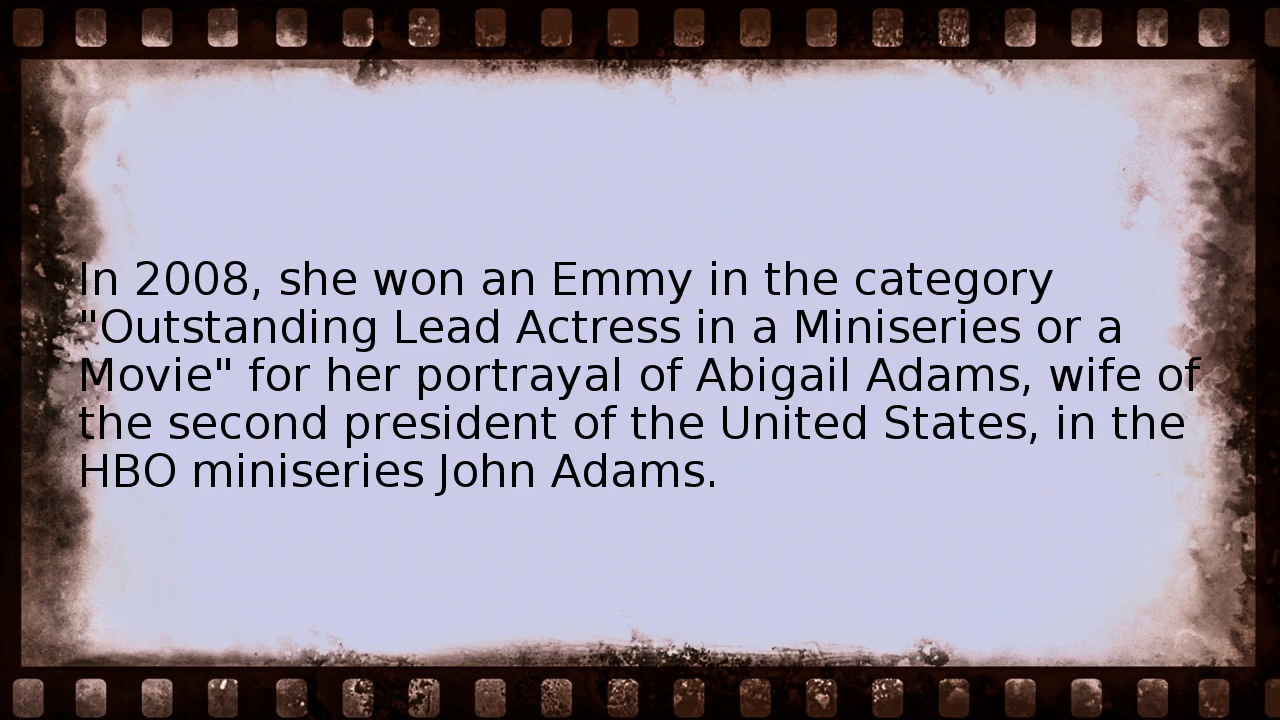 In 2008, she won an Emmy in the category
"Outstanding Lead Actress in a Miniseries or a
Movie" for her portrayal of Abigail Adams, wife of
the second president of the United States, in the
HBO miniseries John Adams.